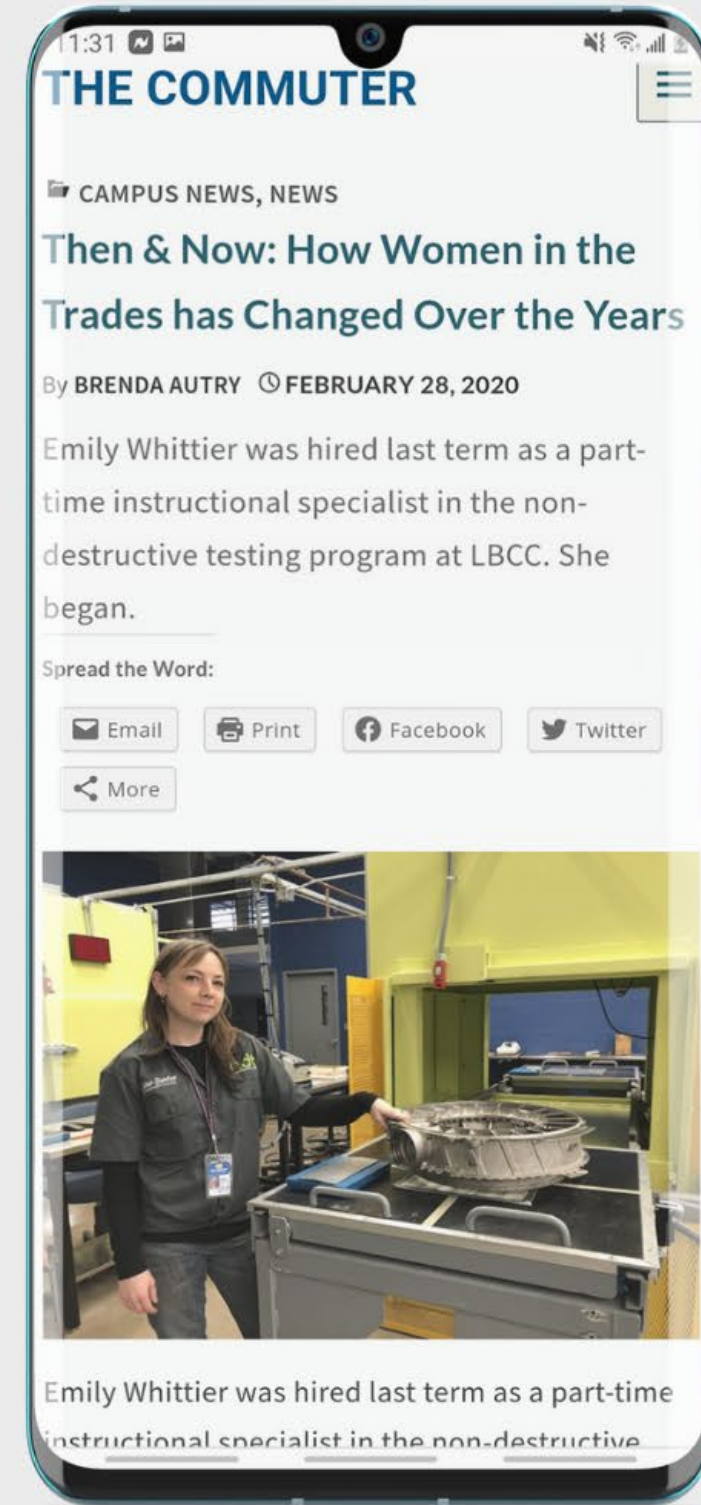 11:31
THE COMMUTER
CAMPUS NEWS, NEWS
Then & Now: How Women in the
Trades has Changed Over the Years
By BRENDA AUTRY FEBRUARY 28, 2020
Emily Whittier was hired last term as a part-
time instructional specialist in the non-
destructive testing program at LBCC. She
began.
Spread the Word:
Email Print Facebook Twitter
More
Emily Whittier was hired last term as a part-time
instructional specialist in the non-destructive